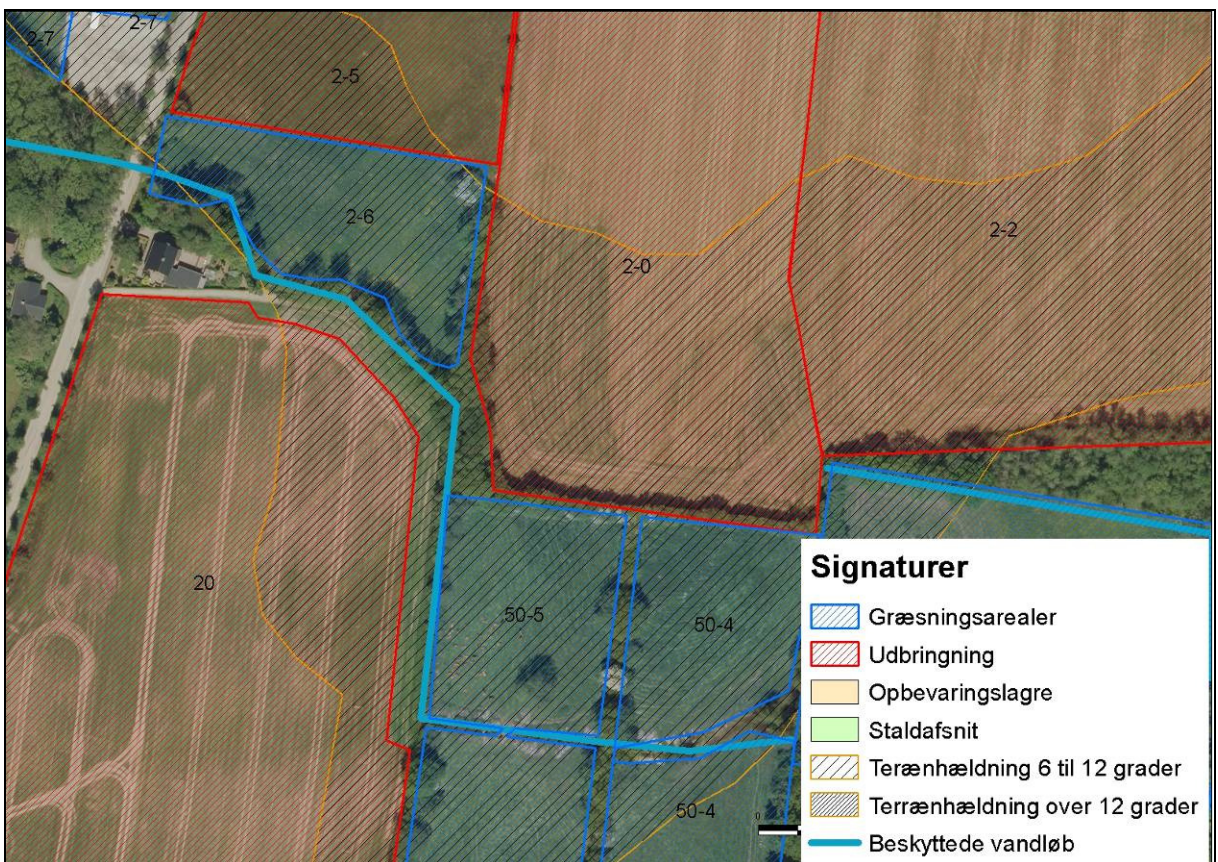 2-7
2-7
2-5
2-6
2-2
2-0
20
50-5
50-4
50-4
0
Signaturer
Græsningsarealer
Udbringning
Opbevaringslagre
Staldafsnit
Terænhældning 6 til 12 grader
Terrænhældning over 12 grader
Beskyttede vandløb